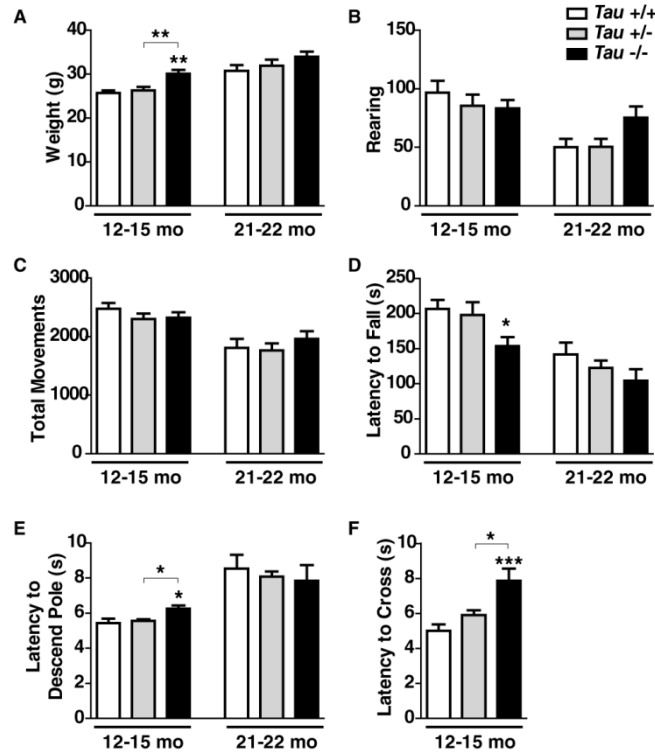 A
Weight (g)
40
30
20
10
0
**
**
12-15 mo
21-22 mo
B
Rearing
150
100
50
0
12-15 mo
21-22 mo
Tau +/+
Tau +/-
Tau -/-
C
Total Movements
3000
2000
1000
0
12-15 mo
21-22 mo
D
Latency to Fall (s)
250
200
150
100
50
0
*
12-15 mo
21-22 mo
E
Latency to
Descend Pole (s)
10
8
6
4
2
0
*
*
12-15 mo
21-22 mo
F
Latency to Cross (s)
10
8
6
4
2
0
*
***
12-15 mo